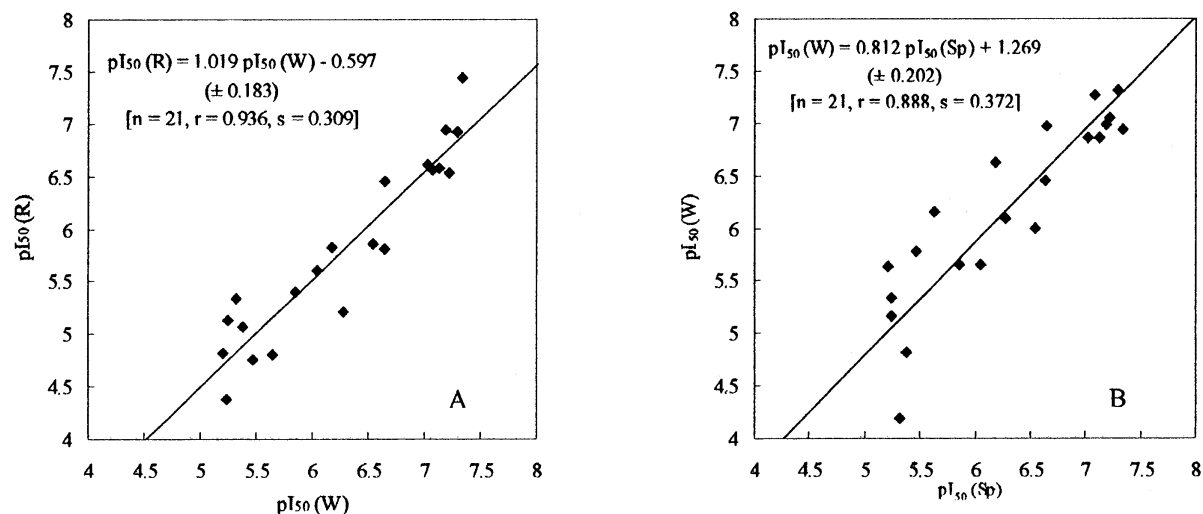 8
7.5
7
6.5
6
5.5
5
4.5
4
pI50 (R)
pI50 (R) = 1.019 pI50 (W) - 0.597
(± 0.183)
[n = 21, r = 0.936, s = 0.309]
A
4 4.5 5 5.5 6 6.5 7 7.5 8
pI50 (W)
8
7.5
7
6.5
6
5.5
5
4.5
4
pI50 (W)
pI50 (W) = 0.812 pI50 (Sp) + 1.269
(± 0.202)
[n = 21, r = 0.888, s = 0.372]
B
4 4.5 5 5.5 6 6.5 7 7.5 8
pI50 (Sp)